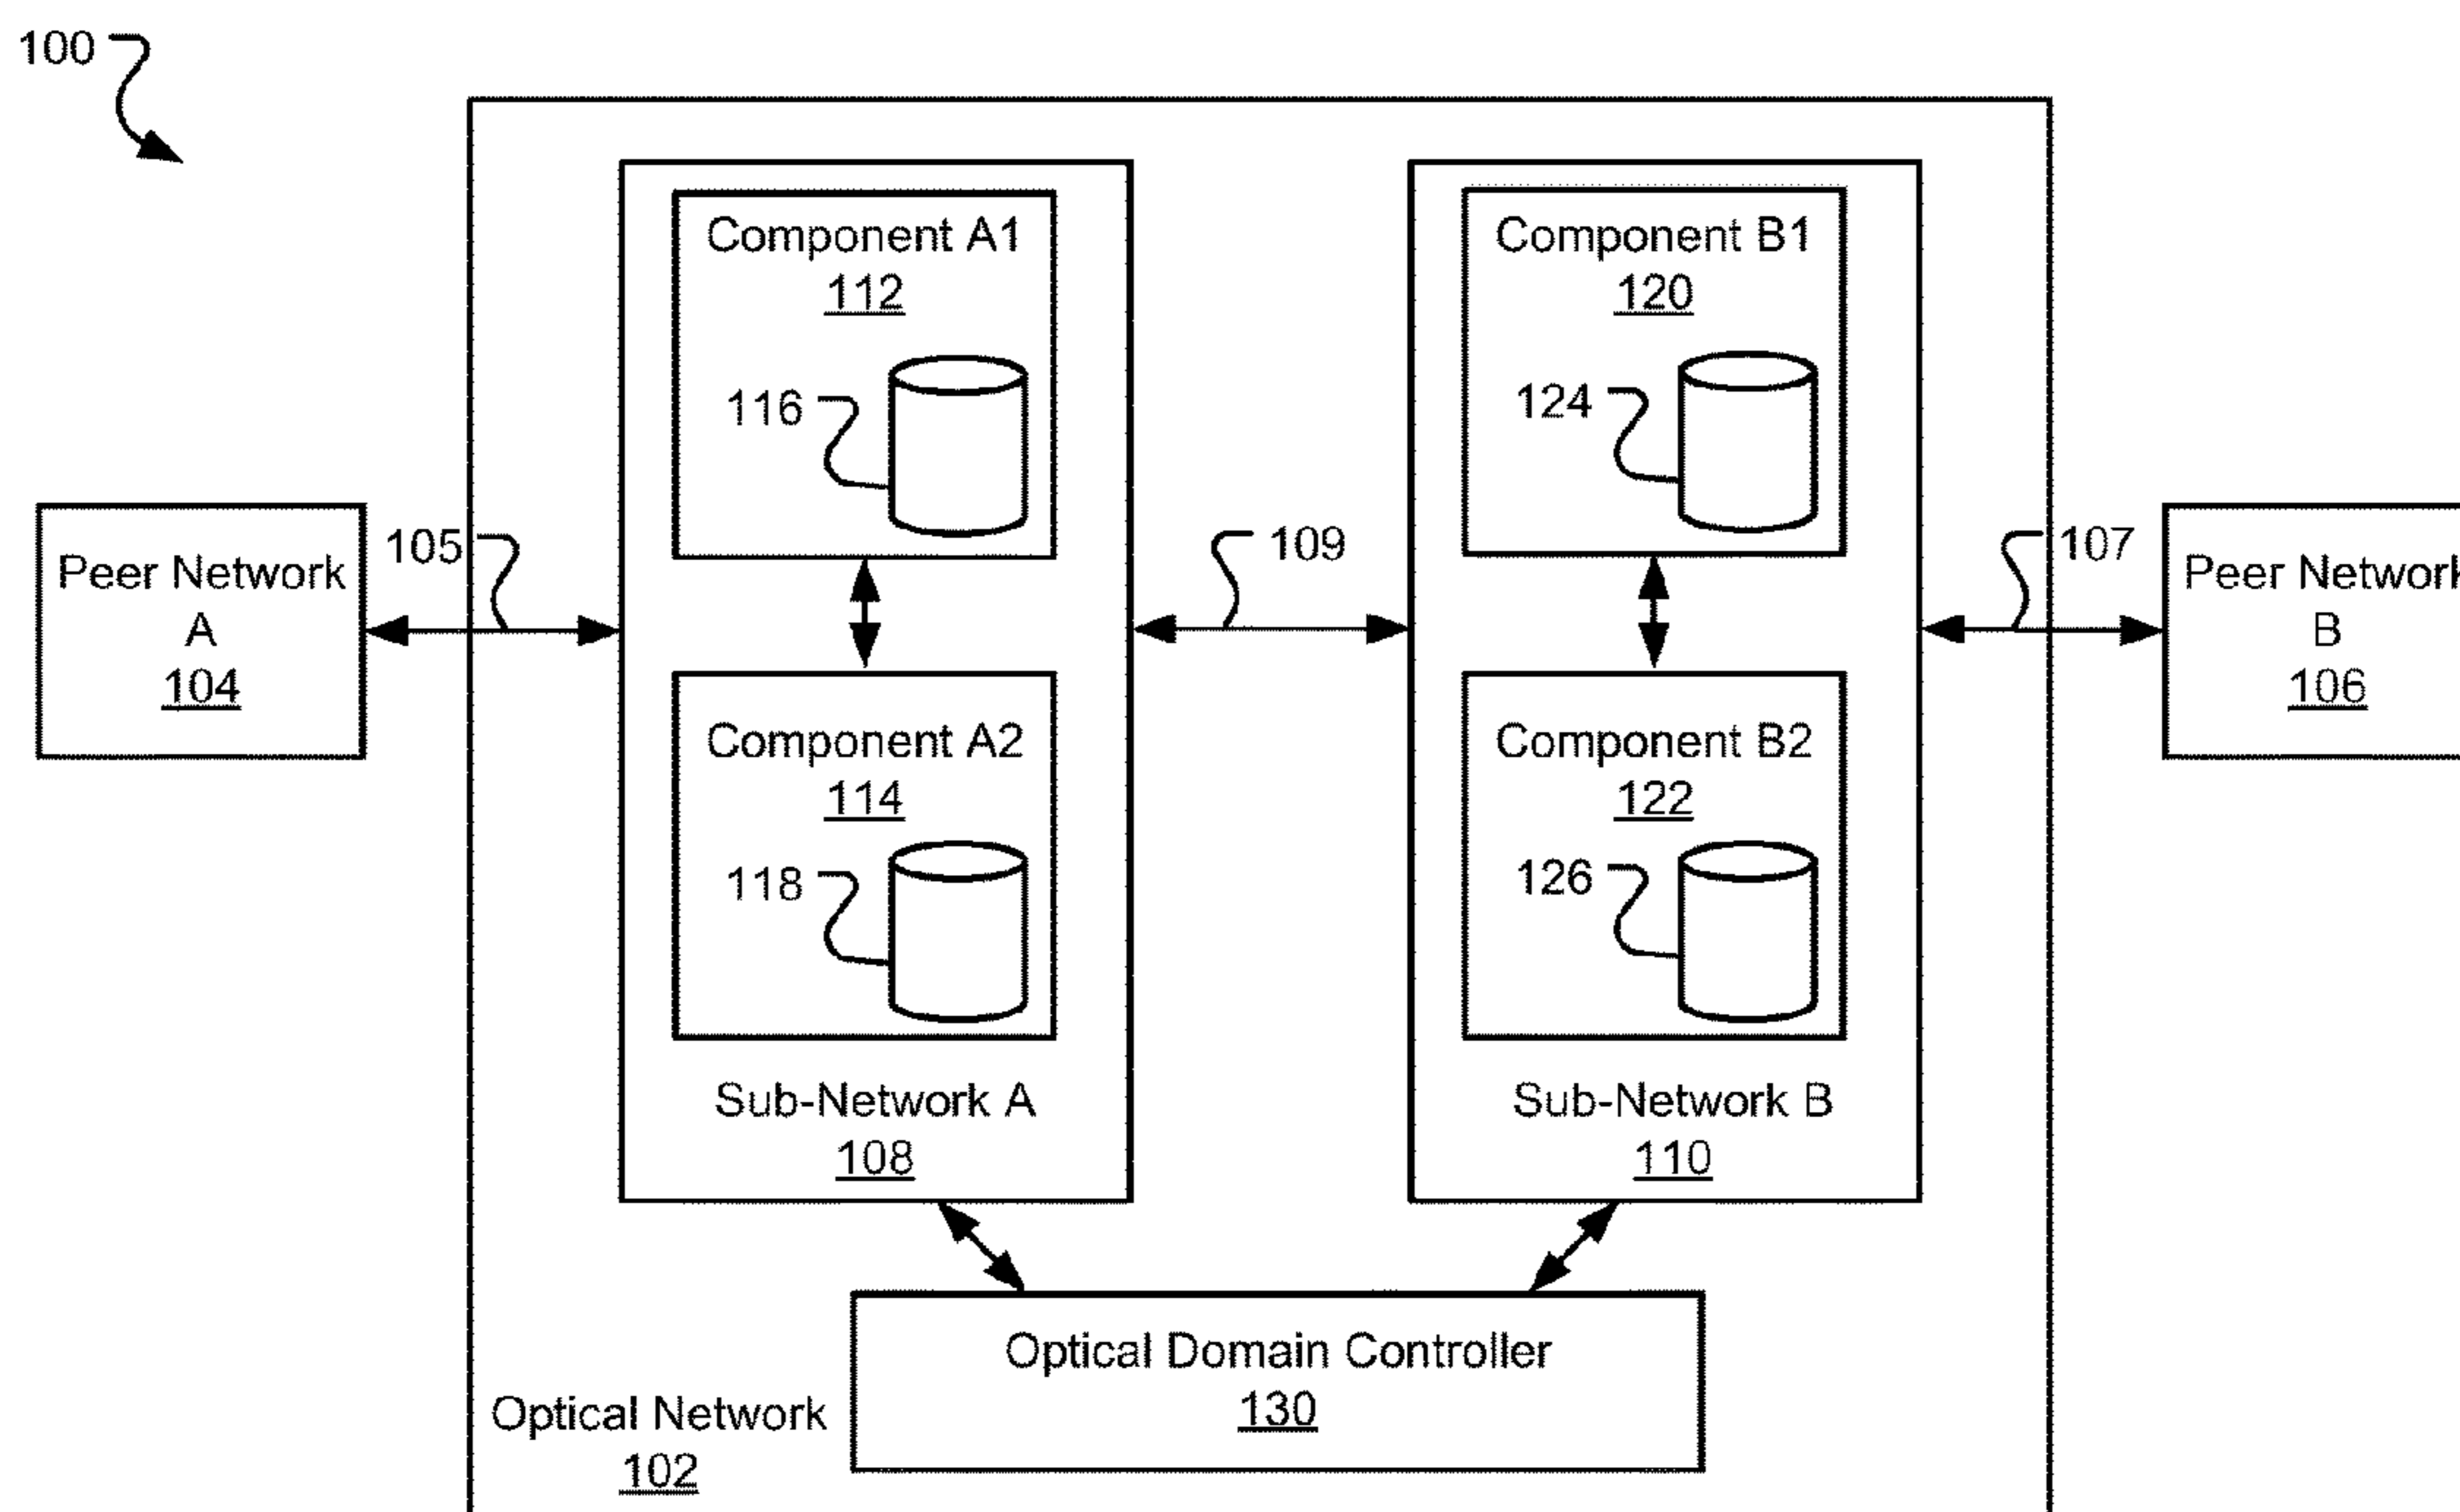 100
Component A1
112
116
Component B1
120
124
Peer Network
A
104
105
109
107
Peer Network
B
106
Component A2
114
118
Component B2
122
126
Sub-Network A
108
Sub-Network B
110
Optical Domain Controller
130
Optical Network
102